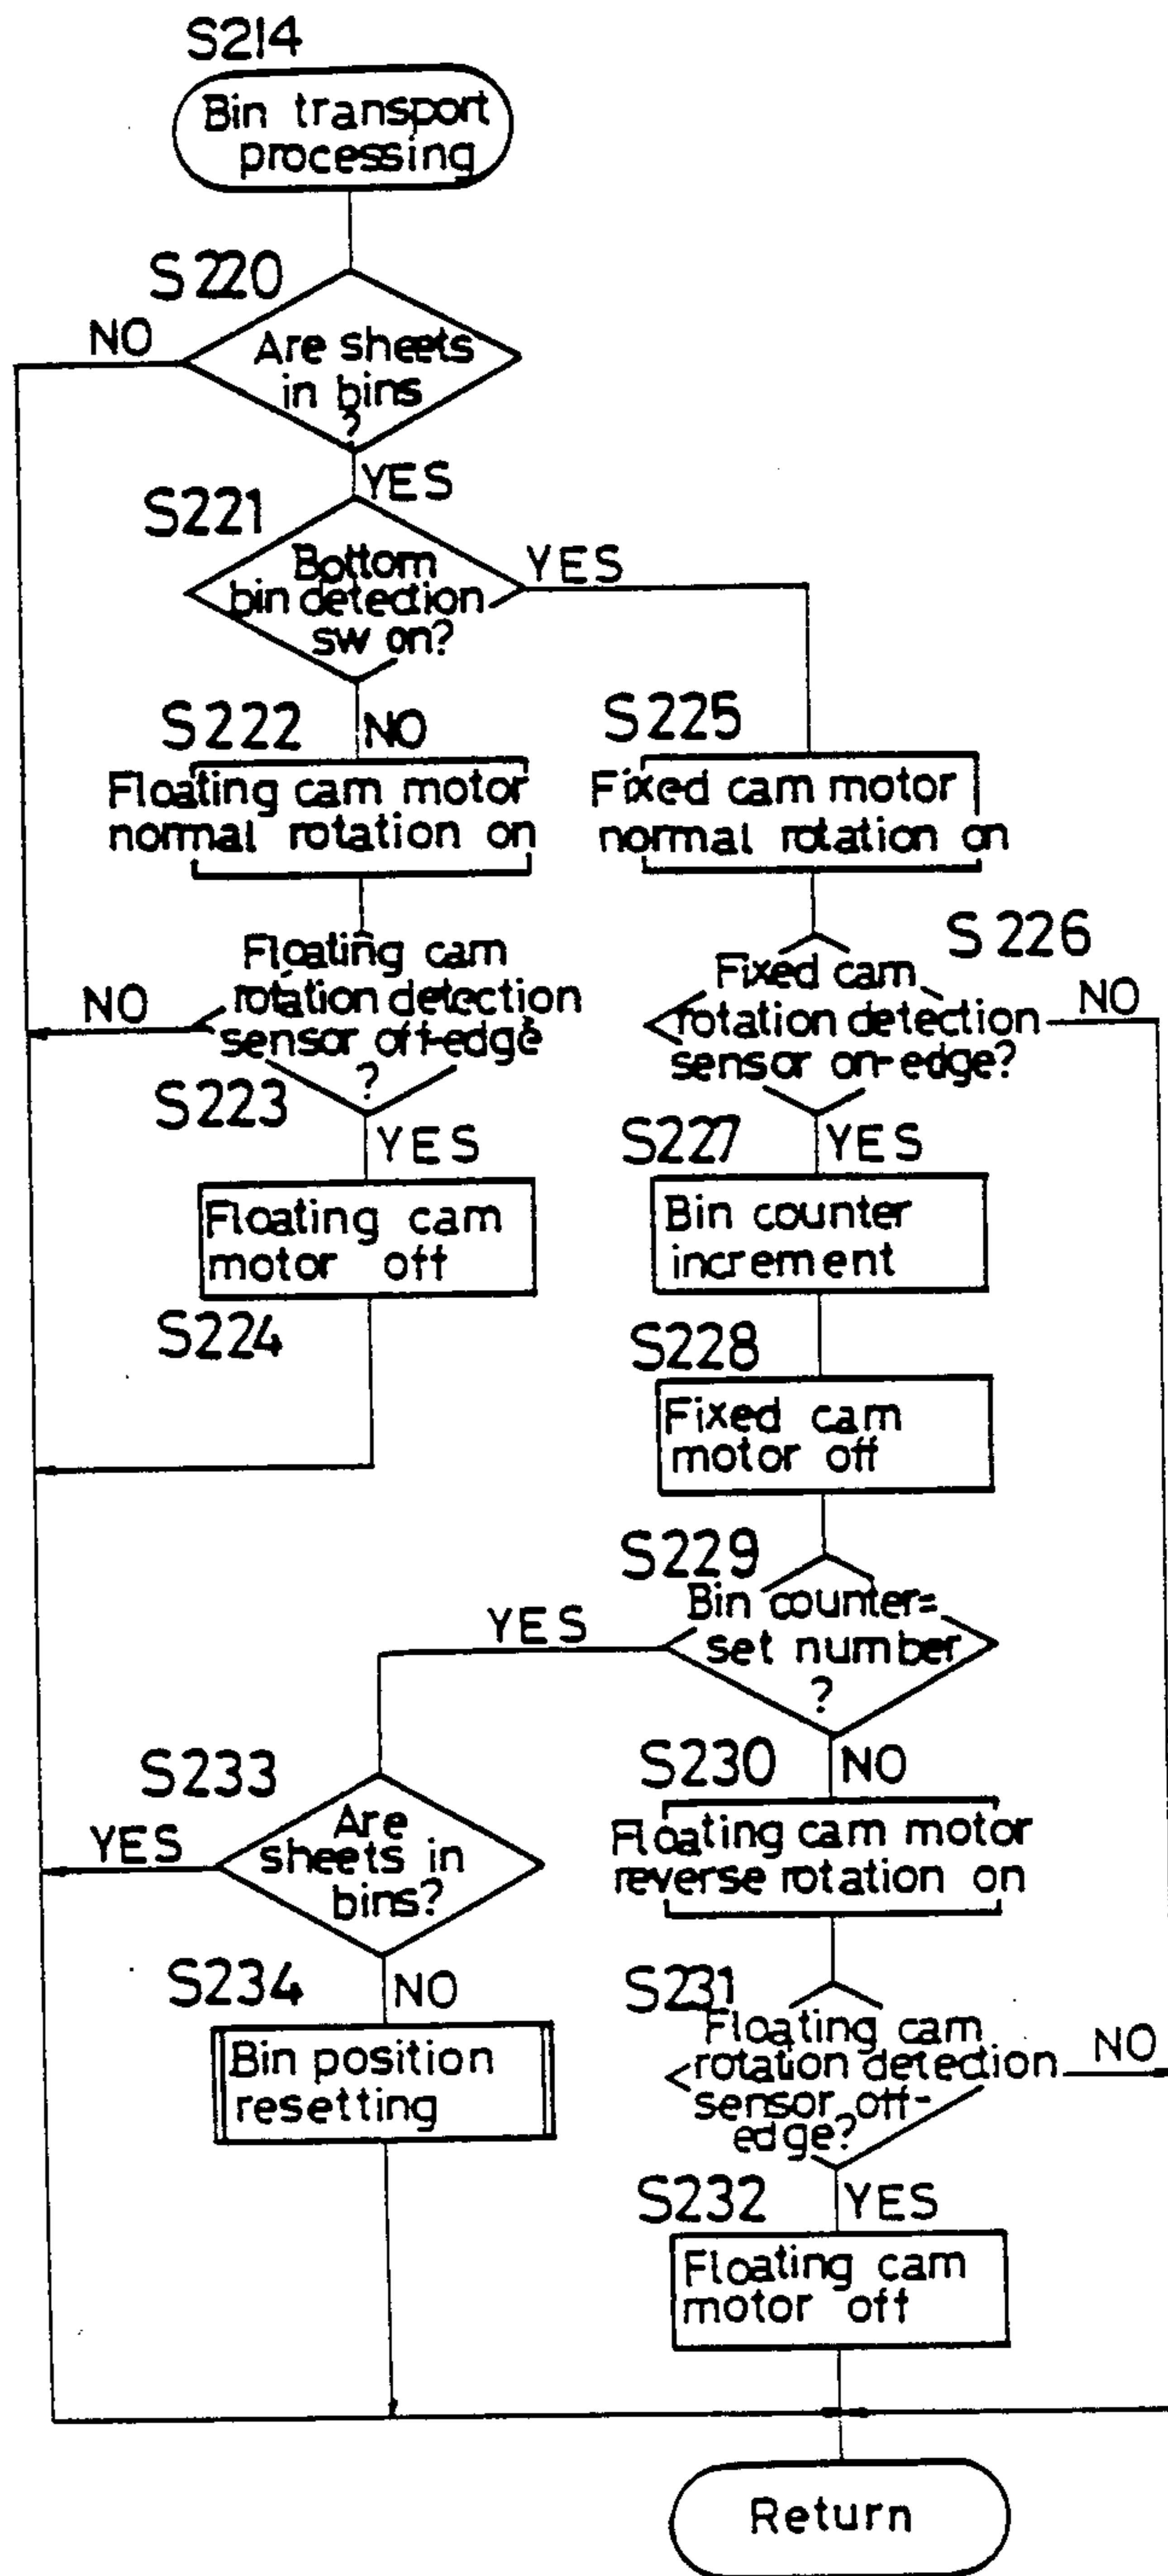 S214
Bin transport
processing
S220
NO
Are sheets
in bins
?
YES
S221
Bottom
bin detection
sw on?
YES
S222
NO
Floating cam motor
normal rotation on
S225
Fixed cam motor
normal rotation on
Floating cam
rotation detection
sensor off-edge
?
NO
S223
YES
S226
Fixed cam
rotation detection
sensor on-edge?
NO
S227
YES
Floating cam
motor off
S224
Bin counter
increment
S228
Fixed cam
motor off
S229
Bin counter=
set number
?
YES
S230
NO
S233
Are
sheets in
bins?
YES
Floating cam motor
reverse rotation on
S234
NO
Bin position
resetting
S231
Floating cam
rotation detection
sensor off-
edge?
NO
S232
YES
Floating cam
motor off
Return